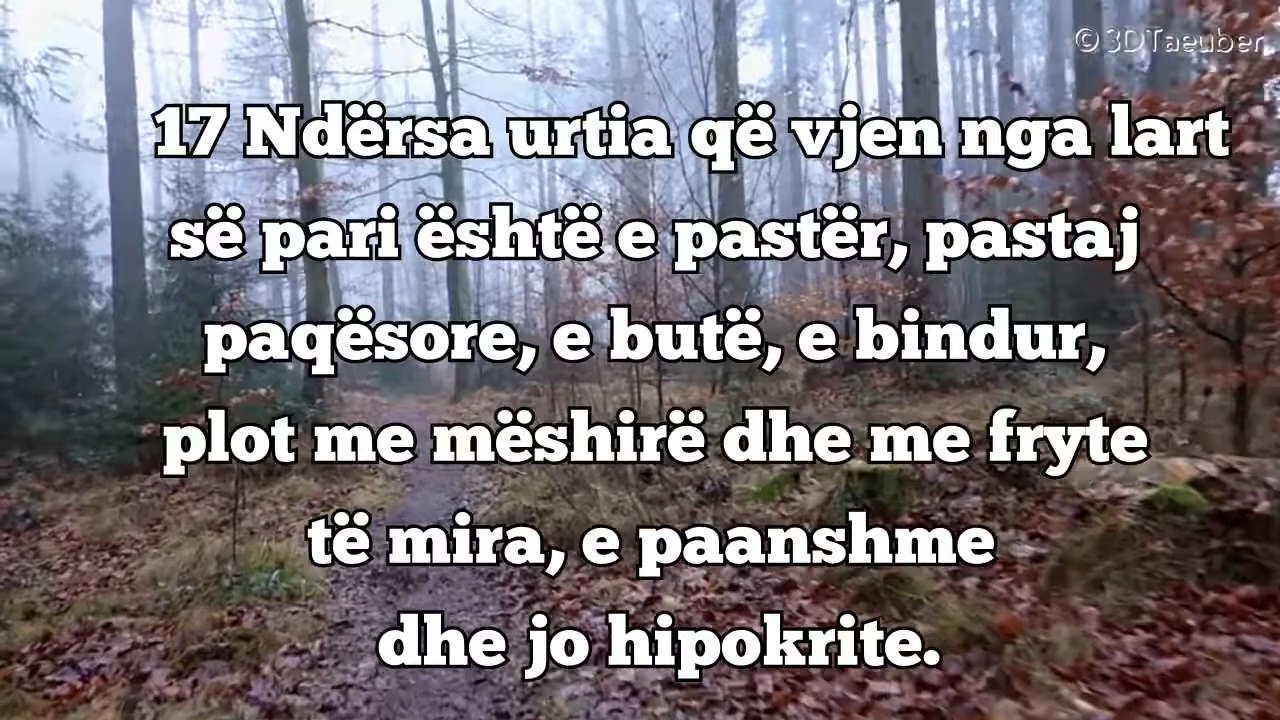 ©3DTaeuber
17 Ndërsa urtia që vjen nga lart
së pari është e pastër, pastaj
paqësore, e butë, e bindur,
plot me mëshirë dhe me fryte
të mira, e paanshme
dhe jo hipokrite.